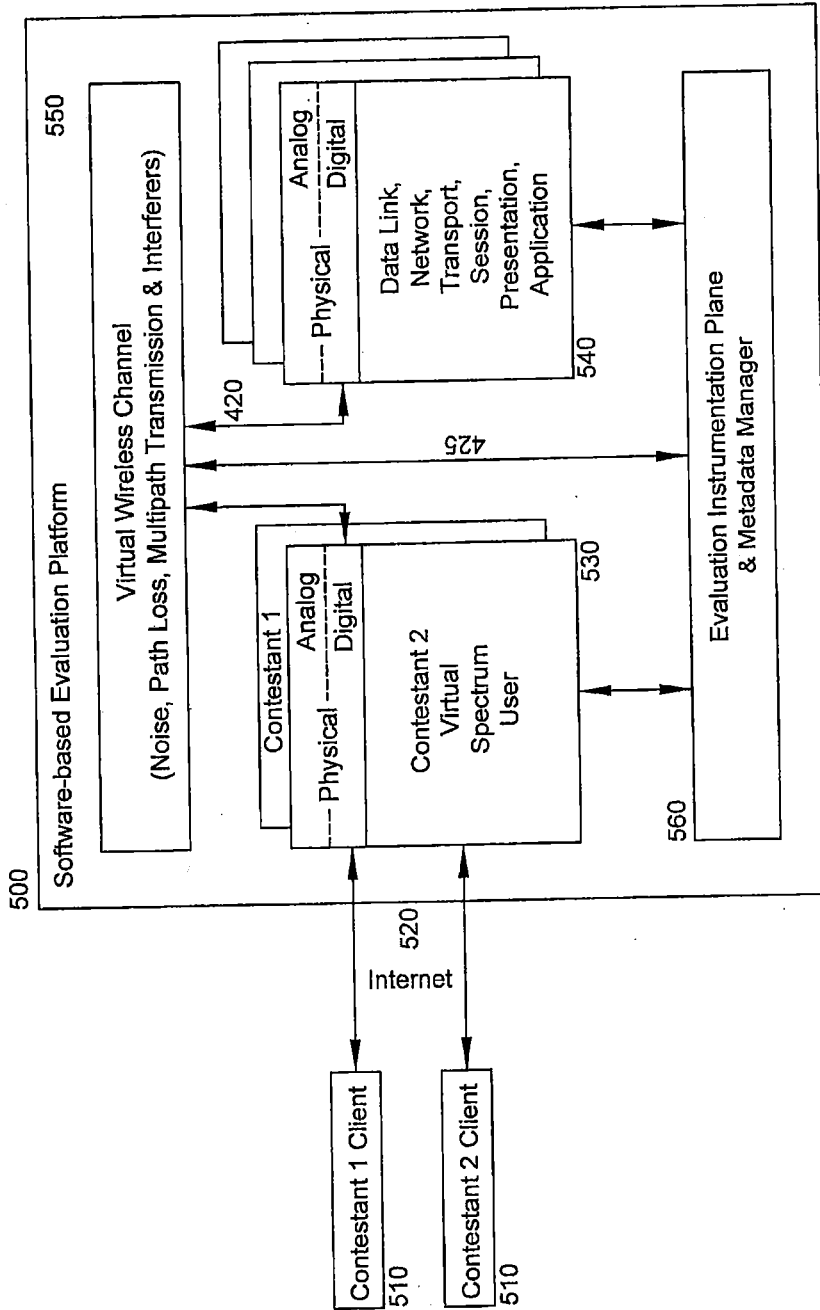 500
Software-based Evaluation Platform
550
Virtual Wireless Channel
(Noise, Path Loss, Multipath Transmission & Interferers)
420
425
Contestant 1
Physical
Analog
Digital
Contestant 2
Virtual
Spectrum
User
530
Physical
Analog
Digital
Data Link,
Network,
Transport,
Session,
Presentation,
Application
540
520
Internet
Contestant 1 Client
510
Contestant 2 Client
510
560
Evaluation Instrumentation Plane
& Metadata Manager